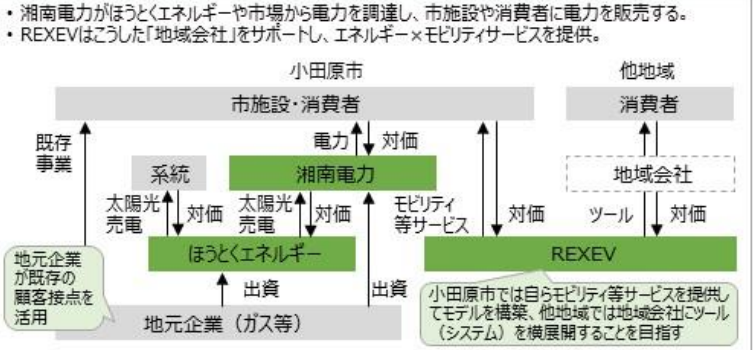 ・湘南電力がほうとくエネルギーや市場から電力を調達し、市施設や消費者に電力を販売する。
・REXEVはこうした「地域会社」をサポートし、エネルギー×モビリティサービスを提供。
小田原市
他地域
市施設・消費者
消費者
既存
事業
電力
対価
系統
湘南電力
地域会社
太陽光
売電
対価
太陽光
売電
対価
モビリティ
等サービス
対価
ツール
対価
ほうとくエネルギー
REXEV
地元企業
が既存の
顧客接点を
活用
出資
出資
地元企業（ガス等）
小田原市では自らモビリティ等サービスを提供し
てモデルを構築、他地域では地域会社にツール
（システム）を横展開することを目指す